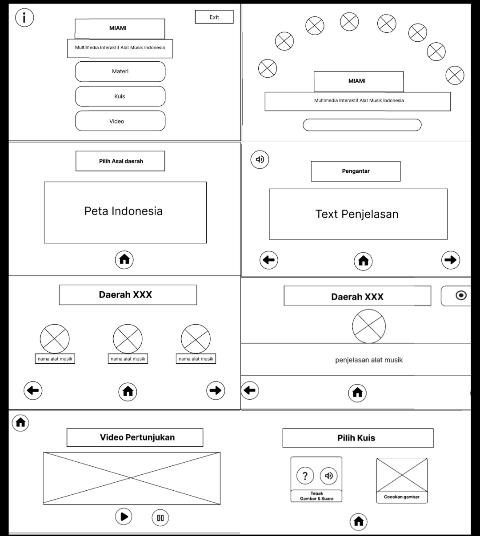 i
Exit
MIAMI
Multimedia Interaktif Alat Musik Indonesia
Materi
Kuis
Video
MIAMI
Multimedia Interaktif Alat Musik Indonesia
Pilih Asal daerah
Peta Indonesia
Pengantar
Text Penjelasan
Daerah XXX
nama alat musik
nama alat musik
nama alat musik
Daerah XXX
penjelasan alat musik
Video Pertunjukan
Pilih Kuis
?
Tebak
Gambar & Suara
Cocokan gambar